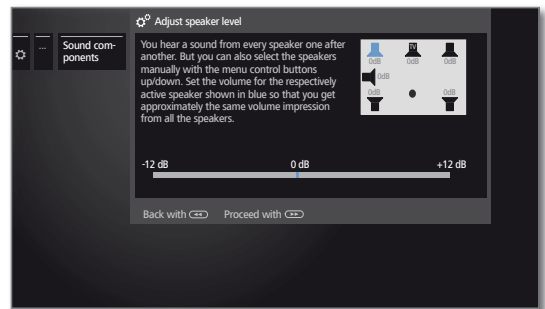 Adjust speaker level
...
Sound com-
ponents
You hear a sound from every speaker one after
another. But you can also select the speakers
manually with the menu control buttons
up/down. Set the volume for the respectively
active speaker shown in blue so that you get
approximately the same volume impression
from all the speakers.
TV
0dB 0dB 0dB
0dB
0dB 0dB
-12 dB 0 dB +12 dB
Back with Proceed with